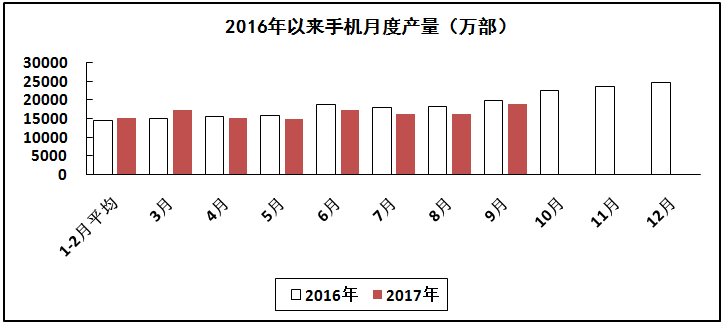 2016年以来手机月度产量（万部）
30000
25000
20000
15000
10000
5000
0
1-2月平均
3月
4月
5月
6月
7月
8月
9月
10月
11月
12月
2016年
2017年